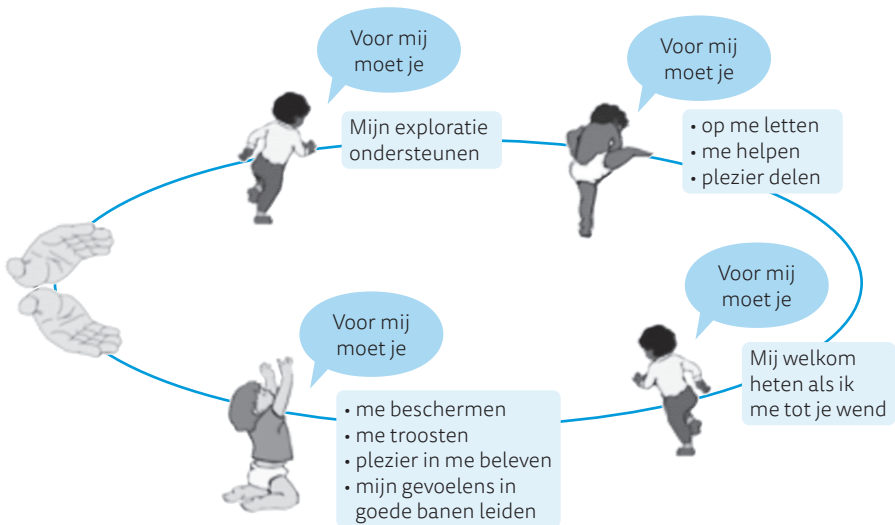 Voor mij
moet je
Mijn exploratie
ondersteunen
Voor mij
moet je
• op me letten
• me helpen
• plezier delen
Voor mij
moet je
Mij welkom
heten als ik
me tot je wend
Voor mij
moet je
• me beschermen
• me troosten
• plezier in me beleven
• mijn gevoelens in
goede banen leiden